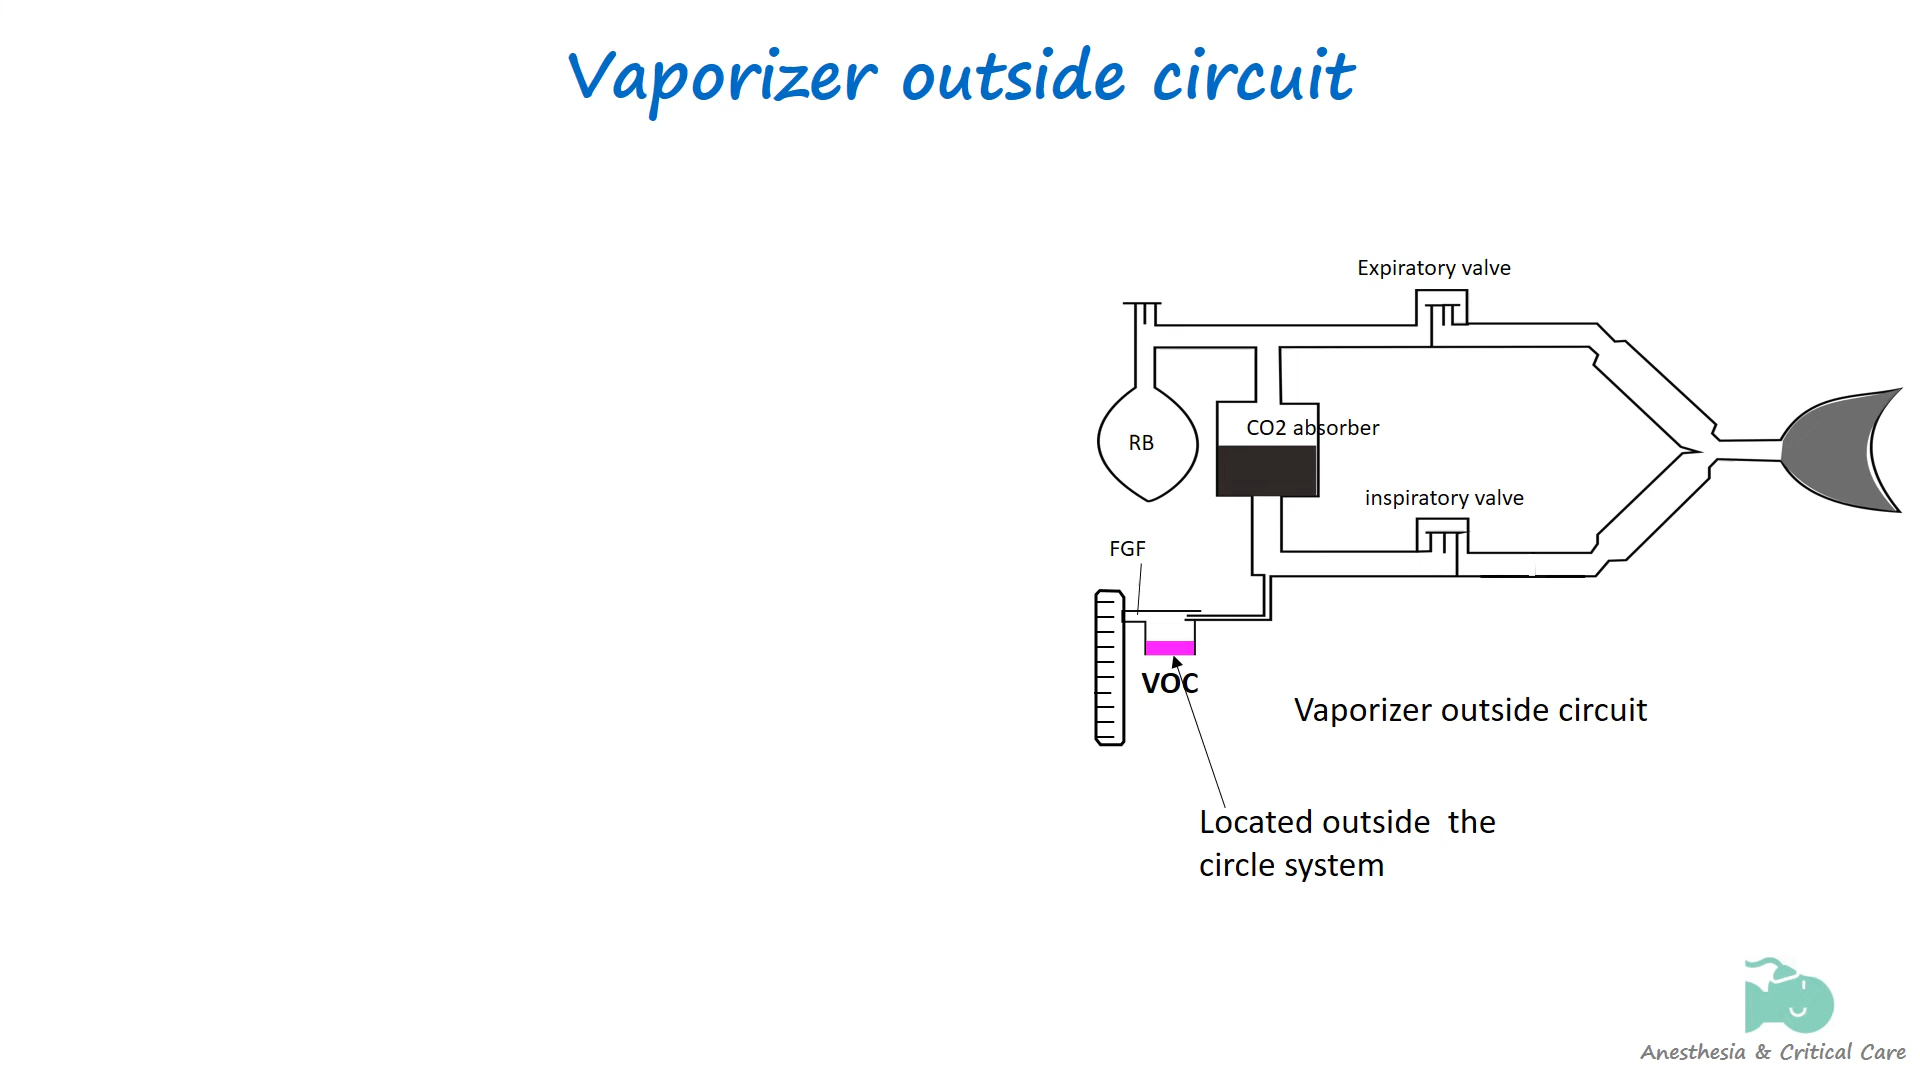 Vaporizer outside circuit
Expiratory valve
CO2 absorber
RB
inspiratory valve
FGF
VOC
Vaporizer outside circuit
Located outside  the
circle system
Anesthesia & Critical Care